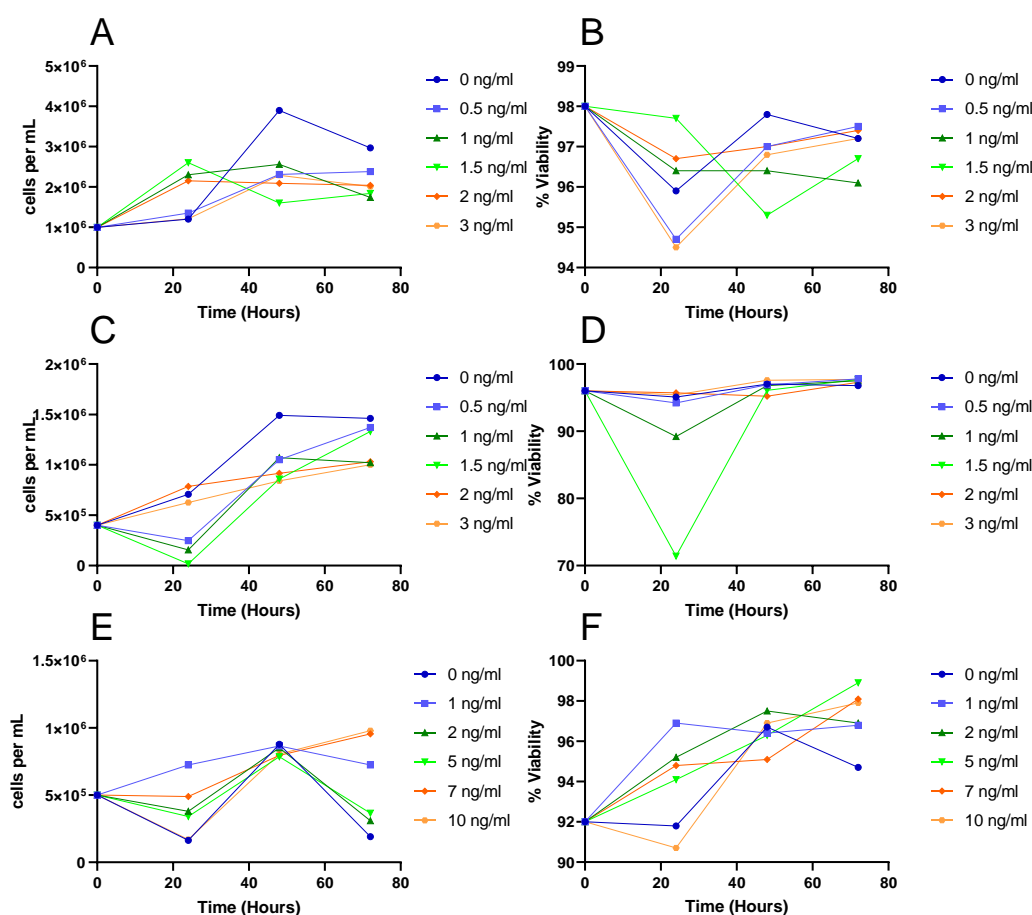 A
cells per mL
5×10⁶
4×10⁶
3×10⁶
2×10⁶
1×10⁶
0
0 20 40 60 80
Time (Hours)
0 ng/ml
0.5 ng/ml
1 ng/ml
1.5 ng/ml
2 ng/ml
3 ng/ml
B
% Viability
99
98
97
96
95
94
0 20 40 60 80
Time (Hours)
0 ng/ml
0.5 ng/ml
1 ng/ml
1.5 ng/ml
2 ng/ml
3 ng/ml
C
cells per mL
2×10⁶
1.5×10⁶
1×10⁶
5×10⁵
0
0 20 40 60 80
Time (Hours)
0 ng/ml
0.5 ng/ml
1 ng/ml
1.5 ng/ml
2 ng/ml
3 ng/ml
D
% Viability
100
90
80
70
0 20 40 60 80
Time (Hours)
0 ng/ml
0.5 ng/ml
1 ng/ml
1.5 ng/ml
2 ng/ml
3 ng/ml
E
cells per mL
1.5×10⁶
1×10⁶
5×10⁵
0
0 20 40 60 80
Time (Hours)
0 ng/ml
1 ng/ml
2 ng/ml
5 ng/ml
7 ng/ml
10 ng/ml
F
% Viability
100
98
96
94
92
90
0 20 40 60 80
Time (Hours)
0 ng/ml
1 ng/ml
2 ng/ml
5 ng/ml
7 ng/ml
10 ng/ml